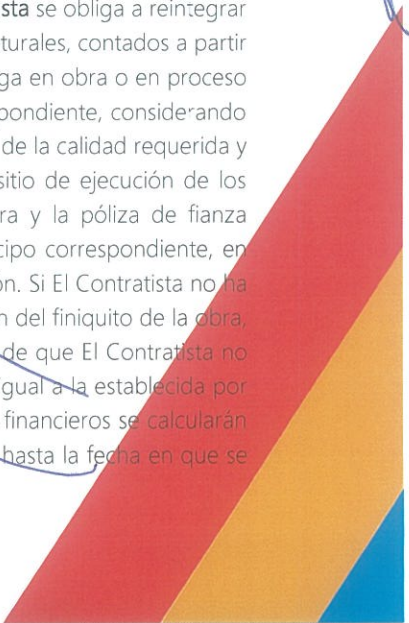 sta se obliga a reintegrar
turales, contados a partir
ga en obra o en proceso
pondiente, considerando
de la calidad requerida y
sitio de ejecución de los
ra y la póliza de fianza
cipo correspondiente, en
ón. Si El Contratista no ha
n del finiquito de la obra,
de que El Contratista no
gual a la establecida por
financieros se calcularán
hasta la fecha en que se